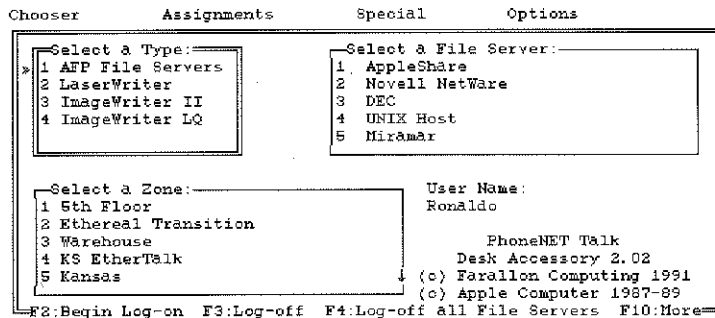 Chooser Assignments Special Options
Select a Type:
» 1 AFP File Servers
2 LaserWriter
3 ImageWriter II
4 ImageWriter LQ
Select a File Server:
1 AppleShare
2 Novell NetWare
3 DEC
4 UNIX Host
5 Miramar
Select a Zone:
1 5th Floor
2 Ethereal Transition
3 Warehouse
4 KS EtherTalk
5 Kansas
User Name:
Ronaldo
PhoneNET Talk
Desk Accessory 2.02
(c) Farallon Computing 1991
(c) Apple Computer 1987-89
F2:Begin Log-on F3:Log-off F4:Log-off all File Servers F10:More